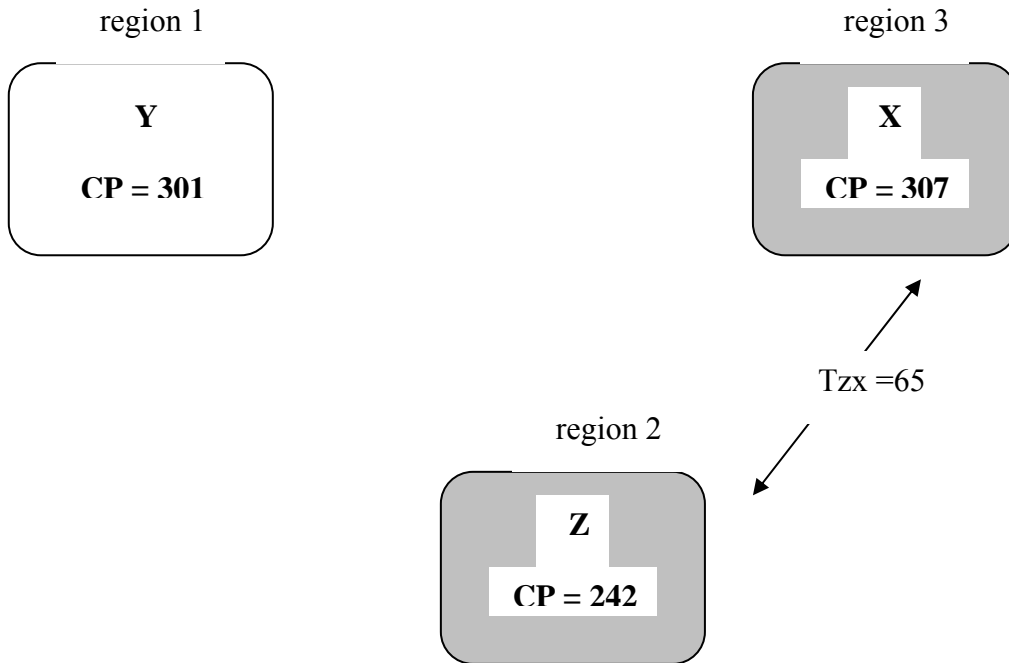 region 1
region 3
Y
X
CP = 301
CP = 307
Tzx =65
region 2
Z
CP = 242